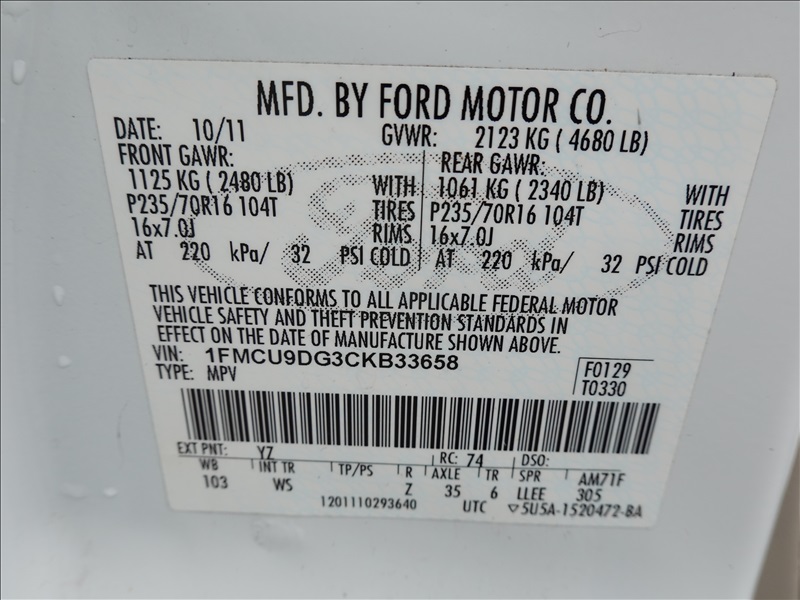 MFD. BY FORD MOTOR CO.
DATE: 10/11 GVWR: 2123 KG ( 4680 LB)
FRONT GAWR: REAR GAWR:
1125 KG ( 2480 LB) WITH 1061 KG ( 2340 LB) WITH
P235/70R16 104T TIRES P235/70R16 104T TIRES
16x7.0J RIMS 16x7.0J RIMS
AT 220 kPa/ 32 PSI COLD AT 220 kPa/ 32 PSI COLD
THIS VEHICLE CONFORMS TO ALL APPLICABLE FEDERAL MOTOR
VEHICLE SAFETY AND THEFT PREVENTION STANDARDS IN
EFFECT ON THE DATE OF MANUFACTURE SHOWN ABOVE.
VIN: 1FMCU9DG3CKB33658 F0129
TYPE: MPV T0330
EXT PNT: YZ RC: 74 DSO:
WB INT TR TP/PS R AXLE TR SPR AM71F
103 WS Z 35 6 LLEE 305
1201110293640 UTC ▽5U5A-1520472-BA